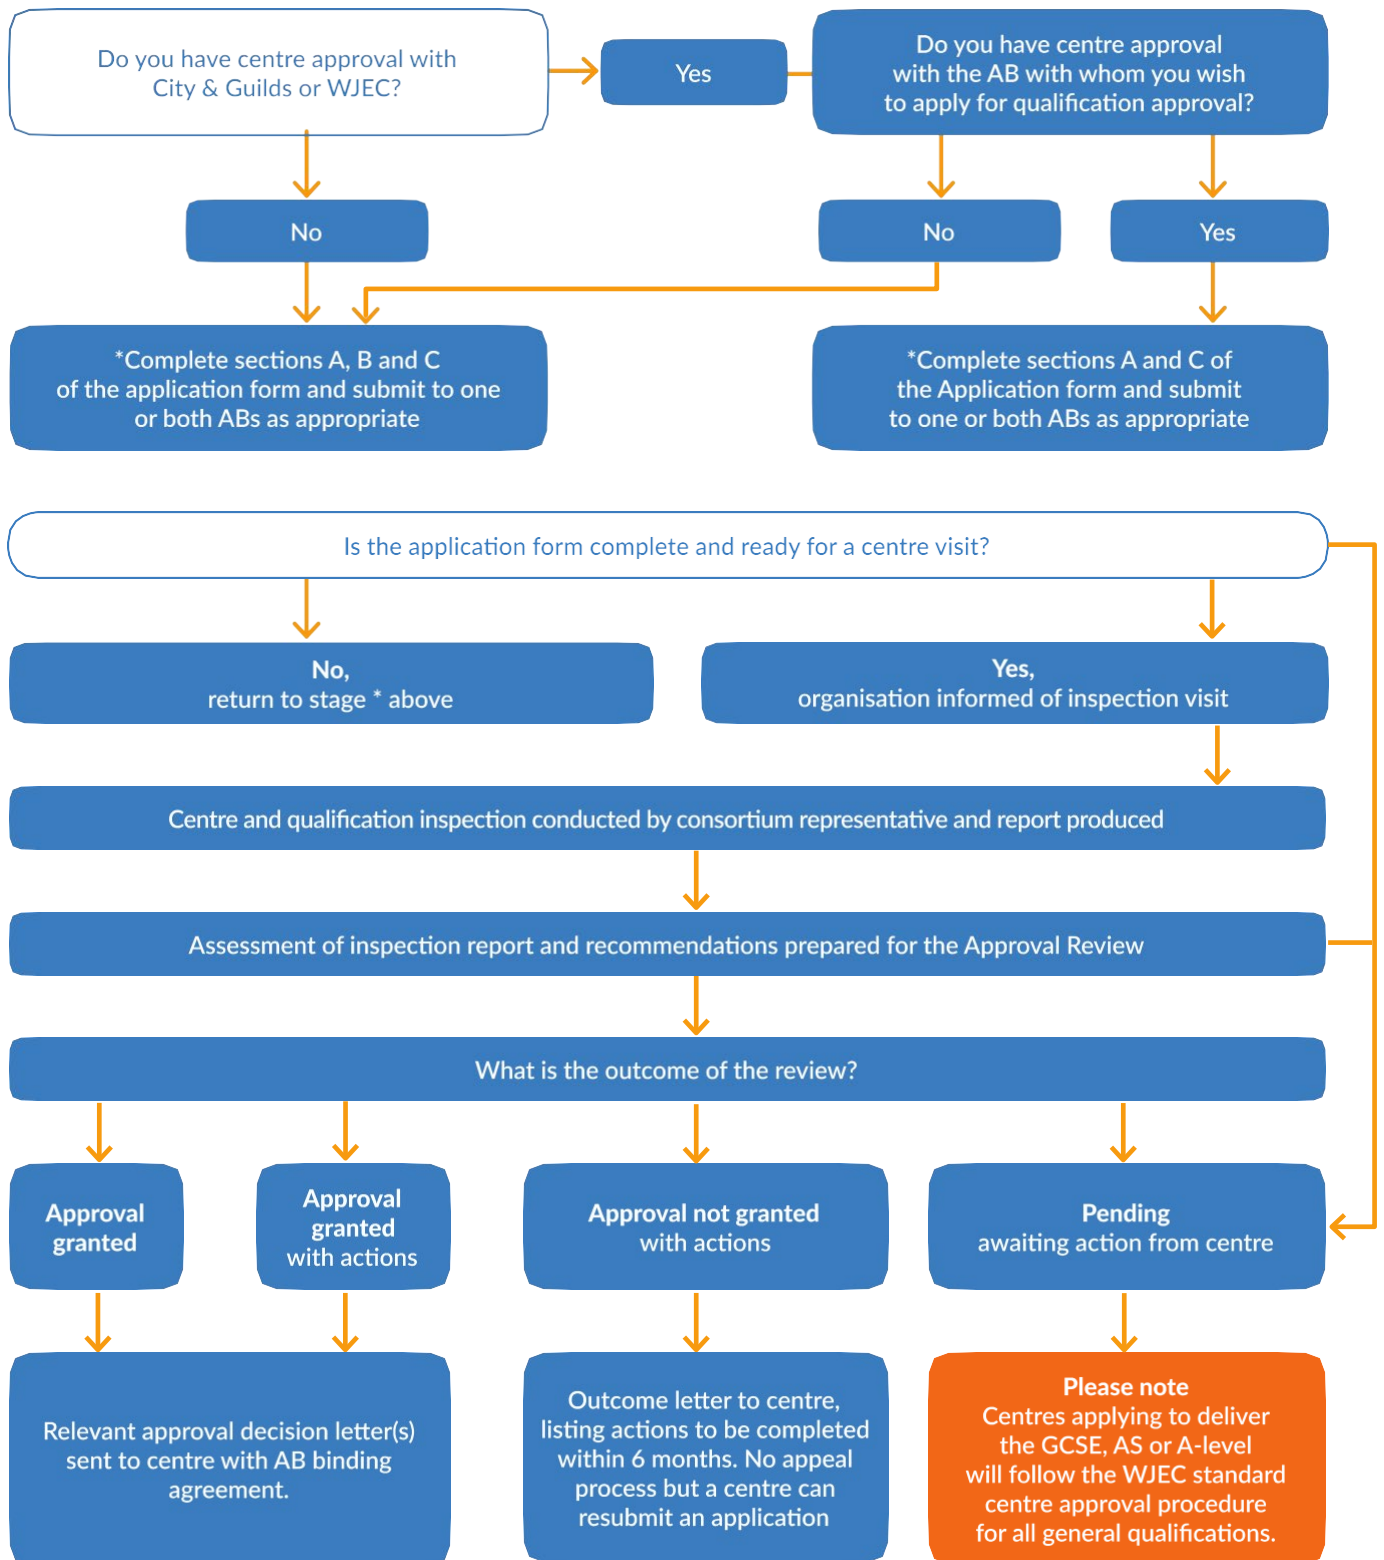 Do you have centre approval with
City & Guilds or WJEC?
Yes
Do you have centre approval
with the AB with whom you wish
to apply for qualification approval?
No
No
Yes
*Complete sections A, B and C
of the application form and submit to one
or both ABs as appropriate
*Complete sections A and C of
the Application form and submit
to one or both ABs as appropriate
Is the application form complete and ready for a centre visit?
No,
return to stage * above
Yes,
organisation informed of inspection visit
Centre and qualification inspection conducted by consortium representative and report produced
Assessment of inspection report and recommendations prepared for the Approval Review
What is the outcome of the review?
Approval
granted
Approval
granted
with actions
Approval not granted
with actions
Pending
awaiting action from centre
Relevant approval decision letter(s)
sent to centre with AB binding
agreement.
Outcome letter to centre,
listing actions to be completed
within 6 months. No appeal
process but a centre can
resubmit an application
Please note
Centres applying to deliver
the GCSE, AS or A-level
will follow the WJEC standard
centre approval procedure
for all general qualifications.